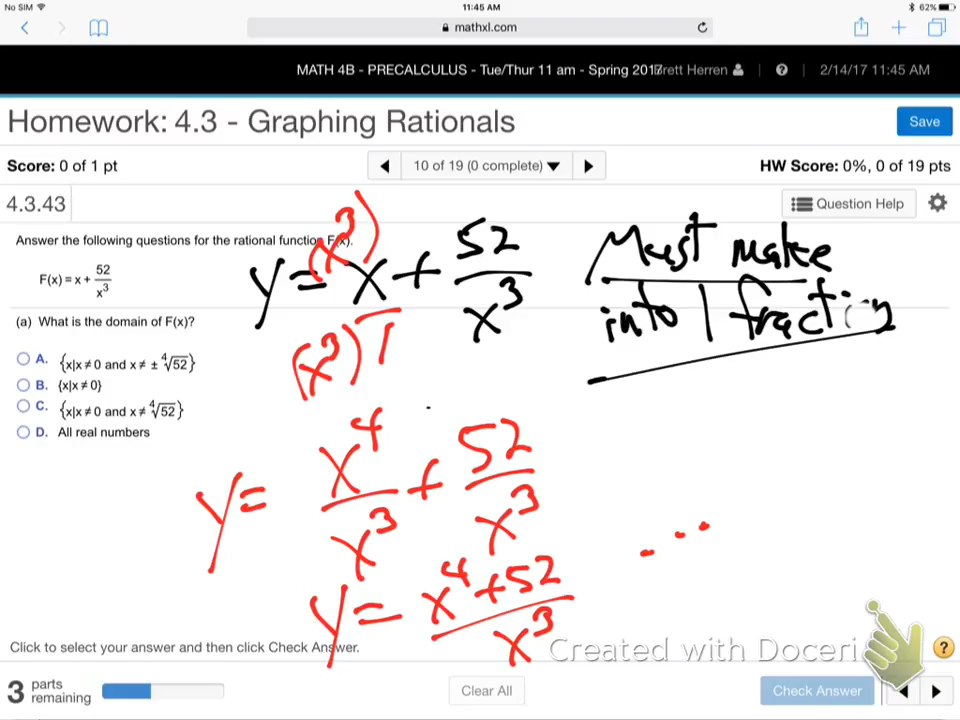 No SIM 11:45 AM 62%
mathxl.com
MATH 4B - PRECALCULUS - Tue/Thur 11 am - Spring 2017 Brett Herren ? 2/14/17 11:45 AM
Homework: 4.3 - Graphing Rationals Save
Score: 0 of 1 pt 10 of 19 (0 complete) HW Score: 0%, 0 of 19 pts
4.3.43 Question Help
Answer the following questions for the rational function F(x).
F(x) = x + 52/x³
(x³)
y = x + 52/x³
Must make
into 1 fraction
(x³) 1
(a) What is the domain of F(x)?
A. {x|x ≠ 0 and x ≠ ± ⁴√52}
B. {x|x ≠ 0}
C. {x|x ≠ 0 and x ≠ ⁴√52}
D. All real numbers
y = x⁴/x³ + 52/x³
...
y = x⁴+52/x³
Click to select your answer and then click Check Answer.
Created with Doceri
?
3 parts remaining Clear All Check Answer